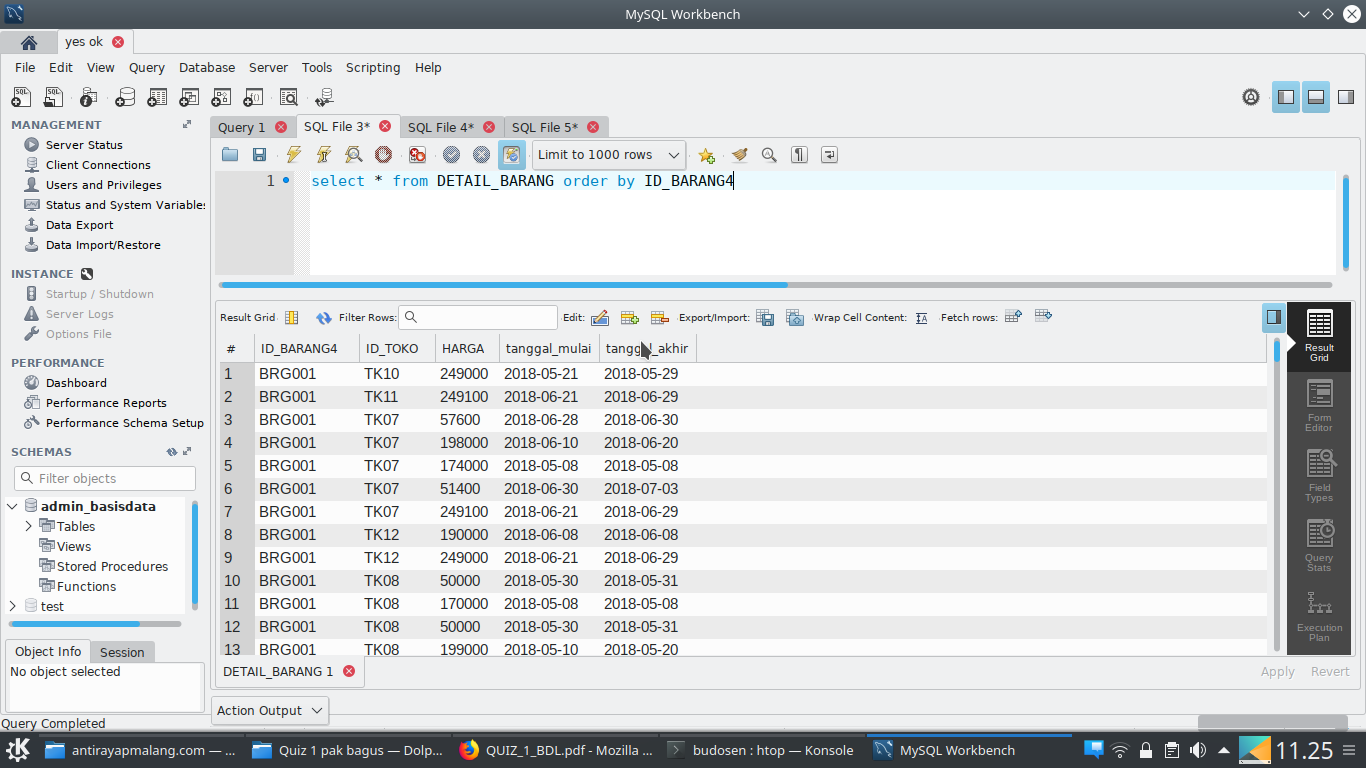 MySQL Workbench
yes ok
File Edit View Query Database Server Tools Scripting Help
MANAGEMENT
Server Status
Client Connections
Users and Privileges
Status and System Variables
Data Export
Data Import/Restore
INSTANCE
Startup / Shutdown
Server Logs
Options File
PERFORMANCE
Dashboard
Performance Reports
Performance Schema Setup
SCHEMAS
Filter objects
admin_basisdata
Tables
Views
Stored Procedures
Functions
test
Object Info Session
No object selected
Query Completed
Query 1 SQL File 3* SQL File 4* SQL File 5*
Limit to 1000 rows
1 select * from DETAIL_BARANG order by ID_BARANG4
Result Grid Filter Rows: Edit: Export/Import: Wrap Cell Content: Fetch rows:
# ID_BARANG4 ID_TOKO HARGA tanggal_mulai tanggal_akhir
1 BRG001 TK10 249000 2018-05-21 2018-05-29
2 BRG001 TK11 249100 2018-06-21 2018-06-29
3 BRG001 TK07 57600 2018-06-28 2018-06-30
4 BRG001 TK07 198000 2018-06-10 2018-06-20
5 BRG001 TK07 174000 2018-05-08 2018-05-08
6 BRG001 TK07 51400 2018-06-30 2018-07-03
7 BRG001 TK07 249100 2018-06-21 2018-06-29
8 BRG001 TK12 190000 2018-06-08 2018-06-08
9 BRG001 TK12 249000 2018-06-21 2018-06-29
10 BRG001 TK08 50000 2018-05-30 2018-05-31
11 BRG001 TK08 170000 2018-05-08 2018-05-08
12 BRG001 TK08 50000 2018-05-30 2018-05-31
13 BRG001 TK08 199000 2018-05-10 2018-05-20
Result
Grid
Form
Editor
Field
Types
Query
Stats
Execution
Plan
DETAIL_BARANG 1
Apply Revert
Action Output
antirayapmalang.com — ... Quiz 1 pak bagus — Dolp... QUIZ_1_BDL.pdf - Mozilla ... budosen : htop — Konsole MySQL Workbench 11.25